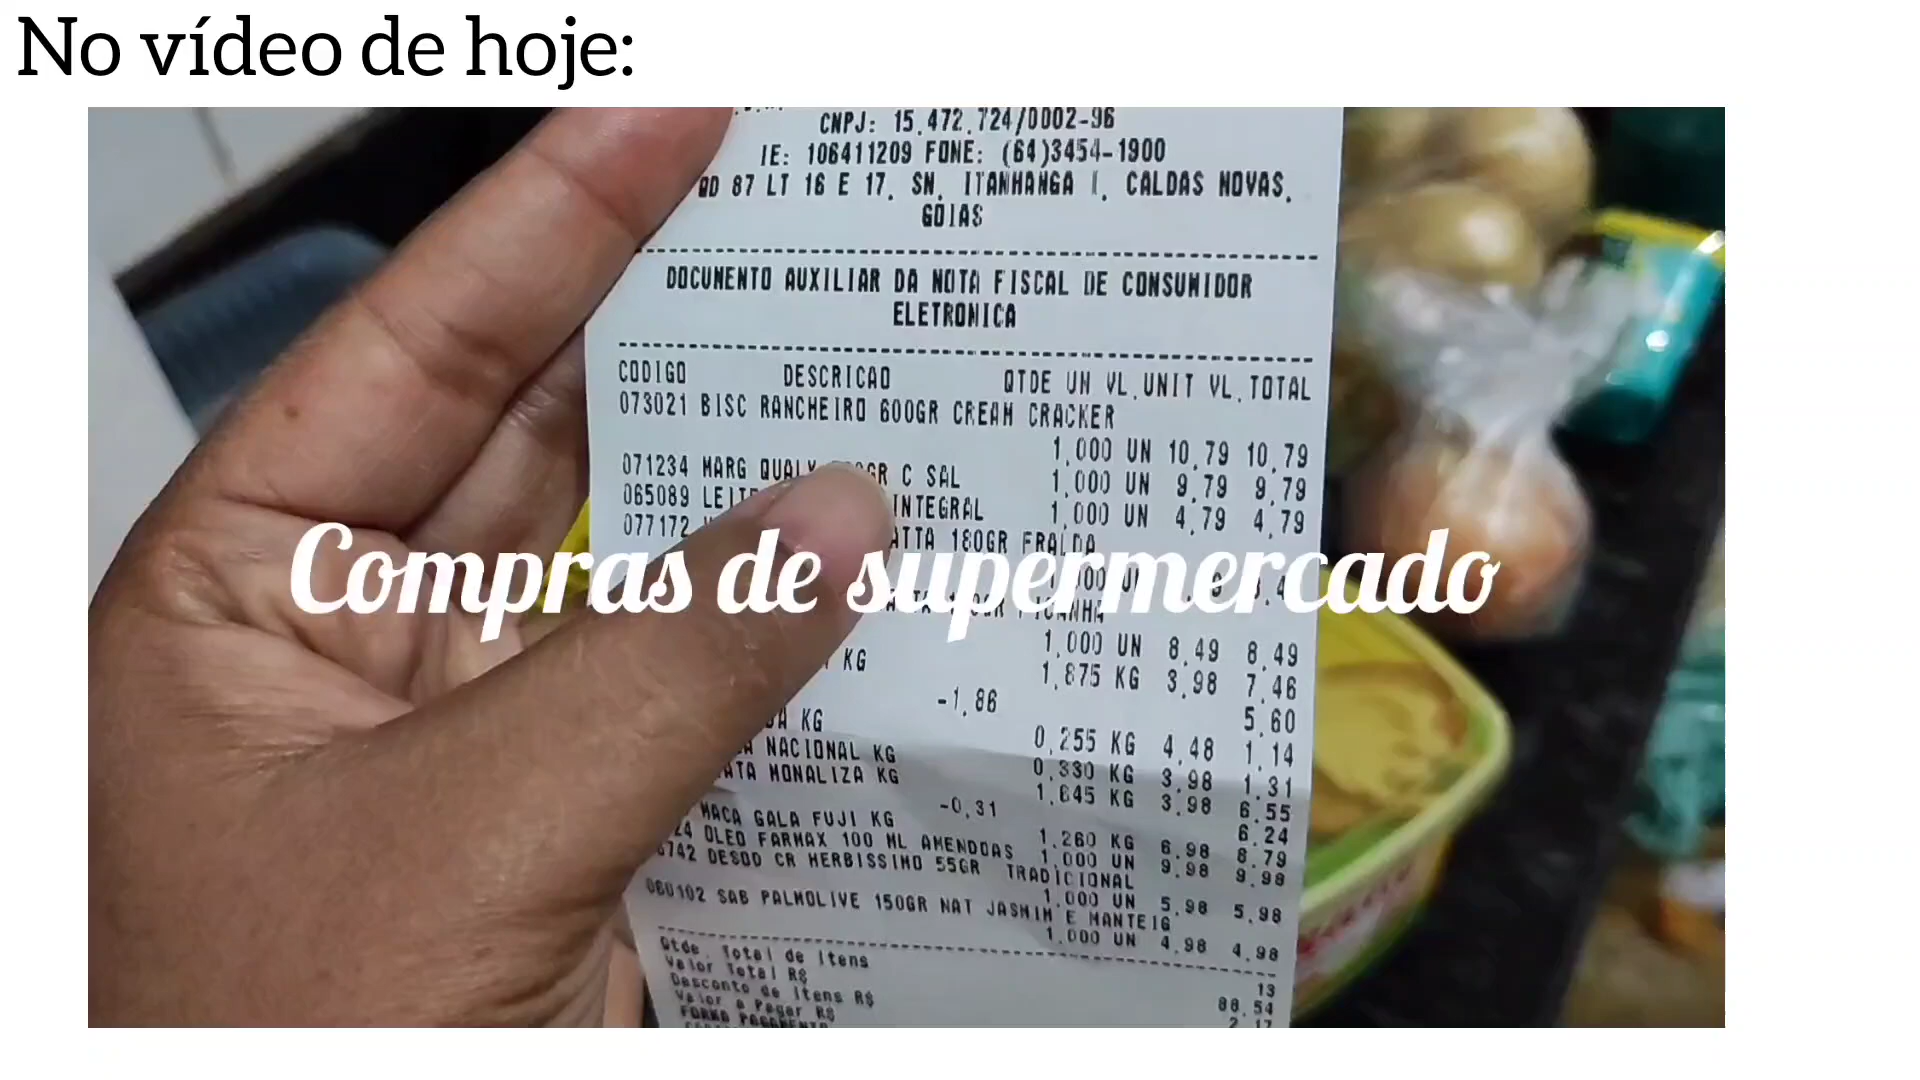 No vídeo de hoje:
CNPJ: 15.472.724/0002-96
IE: 106411209 FONE: (64)3454-1900
QD 87 LT 16 E 17, SN, ITANHANGA I, CALDAS NOVAS,
GOIAS
DOCUMENTO AUXILIAR DA NOTA FISCAL DE CONSUMIDOR
ELETRONICA
CODIGO DESCRICAO QTDE UN VL.UNIT VL.TOTAL
073021 BISC RANCHEIRO 600GR CREAM CRACKER
1,000 UN 10,79 10,79
071234 MARG QUALY GR C SAL
1,000 UN 9,79 9,79
065089 LEITE INTEGRAL
1,000 UN 4,79 4,79
077172 ATTA 180GR FRALDA
Compras de supermercado
1,000 UN 8,49 8,49
KG
1,875 KG 3,98 7,46
-1,86
5,60
KG
0,255 KG 4,48 1,14
NACIONAL KG
0,330 KG 3,98 1,31
MONALIZA KG
1,645 KG 3,98 6,55
-0,31
6,24
MACA GALA FUJI KG
1,260 KG 6,98 8,79
OLEO FARMAX 100 ML AMENDOAS
1,000 UN 9,98 9,98
742 DESOD CR HERBISSIMO 55GR TRADICIONAL
1,000 UN 5,98 5,98
060102 SAB PALMOLIVE 150GR NAT JASMIM E MANTEIG
1,000 UN 4,98 4,98
Qtde. Total de Itens 13
Valor Total R$ 88,54
Desconto de Itens R$ 2,17
Valor a Pagar R$
FORMA PAGAMENTO